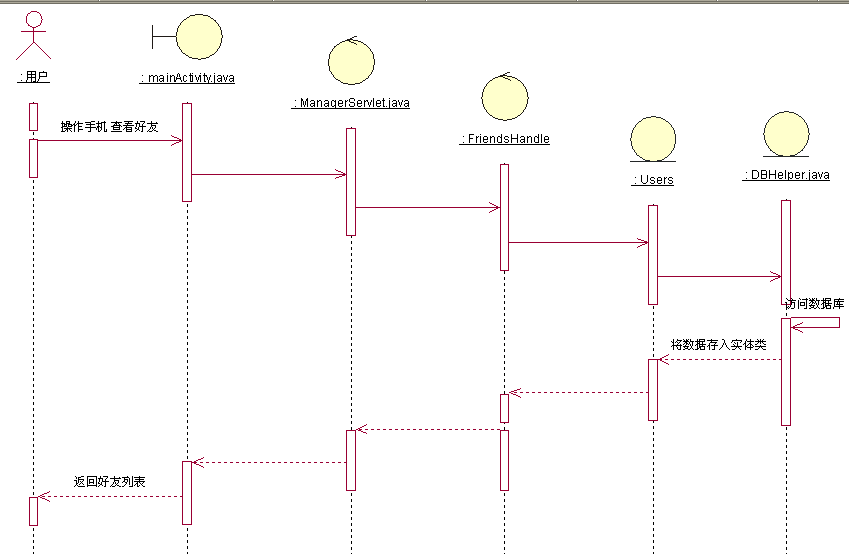 : 用户
: mainActivity.java
: ManagerServlet.java
: FriendsHandle
: Users
: DBHelper.java
操作手机 查看好友
访问数据库
将数据存入实体类
返回好友列表